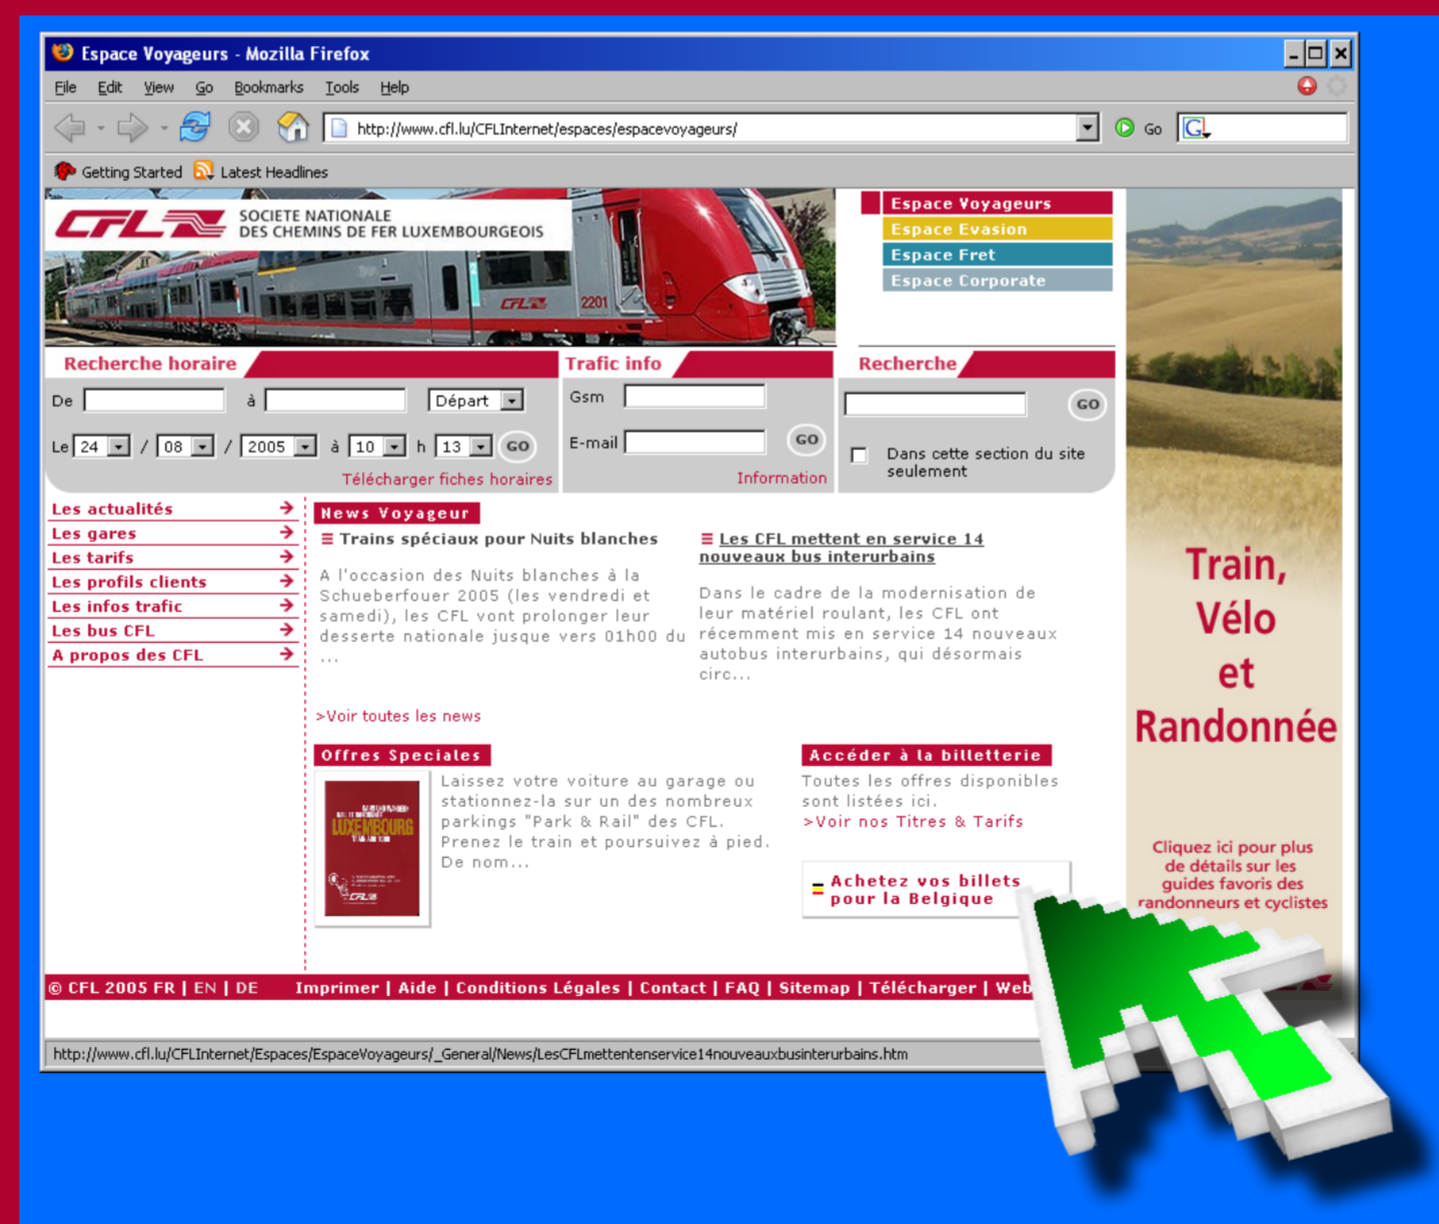 Espace Voyageurs - Mozilla Firefox
File Edit View Go Bookmarks Tools Help
http://www.cfl.lu/CFLInternet/espaces/espacevoyageurs/
Go
G
Getting Started Latest Headlines
CFL
SOCIETE NATIONALE
DES CHEMINS DE FER LUXEMBOURGEOIS
CFL 2201
Espace Voyageurs
Espace Evasion
Espace Fret
Espace Corporate
Recherche horaire
De à Départ
Le 24 / 08 / 2005 à 10 h 13 GO
Télécharger fiches horaires
Trafic info
Gsm
E-mail GO
Information
Recherche
GO
Dans cette section du site
seulement
Les actualités
Les gares
Les tarifs
Les profils clients
Les infos trafic
Les bus CFL
A propos des CFL
News Voyageur
Trains spéciaux pour Nuits blanches
A l'occasion des Nuits blanches à la
Schueberfouer 2005 (les vendredi et
samedi), les CFL vont prolonger leur
desserte nationale jusque vers 01h00 du
...
Les CFL mettent en service 14
nouveaux bus interurbains
Dans le cadre de la modernisation de
leur matériel roulant, les CFL ont
récemment mis en service 14 nouveaux
autobus interurbains, qui désormais
circ...
>Voir toutes les news
Offres Speciales
LUXEMBOURG
CFL
Laissez votre voiture au garage ou
stationnez-la sur un des nombreux
parkings "Park & Rail" des CFL.
Prenez le train et poursuivez à pied.
De nom...
Accéder à la billetterie
Toutes les offres disponibles
sont listées ici.
>Voir nos Titres & Tarifs
Achetez vos billets
pour la Belgique
Train,
Vélo
et
Randonnée
Cliquez ici pour plus
de détails sur les
guides favoris des
randonneurs et cyclistes
© CFL 2005 FR | EN | DE
Imprimer | Aide | Conditions Légales | Contact | FAQ | Sitemap | Télécharger | Web
http://www.cfl.lu/CFLInternet/Espaces/EspaceVoyageurs/_General/News/LesCFLmettentenservice14nouveauxbusinterurbains.htm